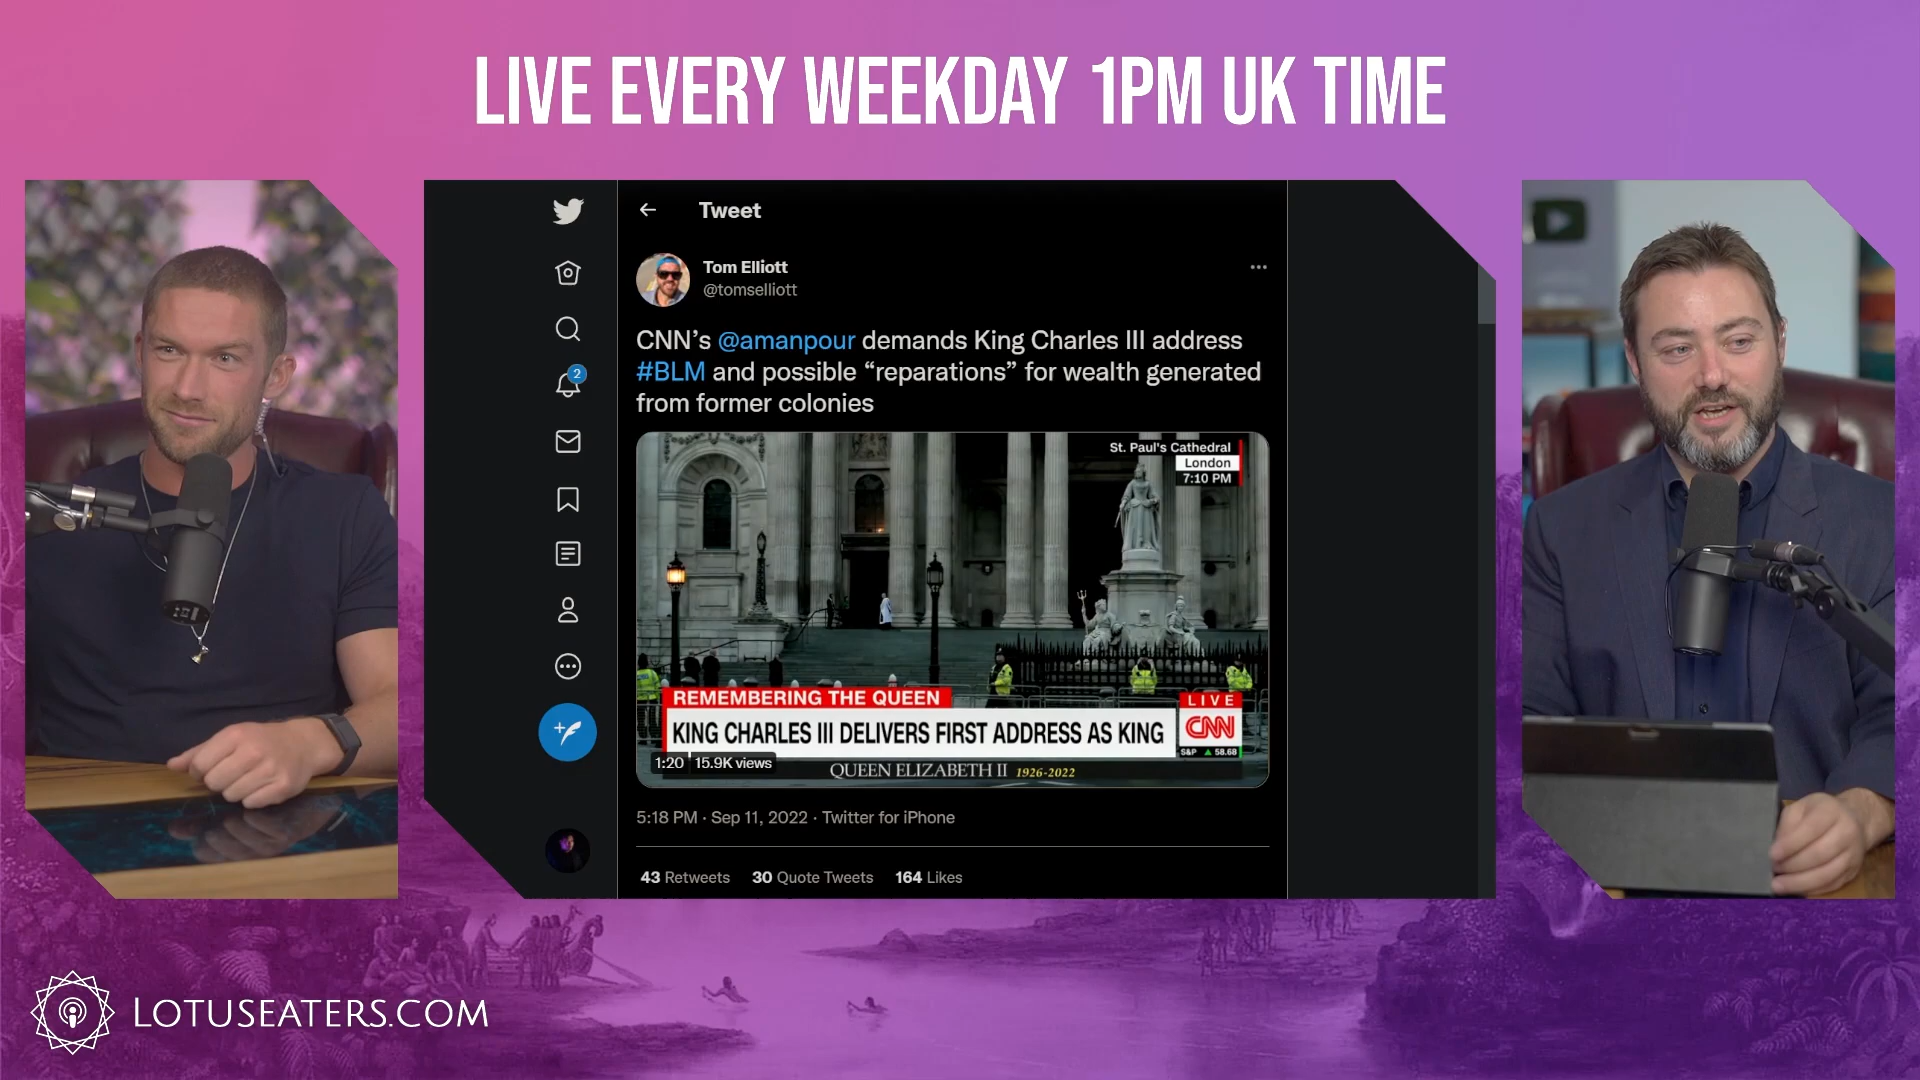 LIVE EVERY WEEKDAY 1PM UK TIME
Tweet
Tom Elliott
@tomselliott
CNN’s @amanpour demands King Charles III address
#BLM and possible “reparations” for wealth generated
from former colonies
2
St. Paul's Cathedral
London
7:10 PM
REMEMBERING THE QUEEN
LIVE
KING CHARLES III DELIVERS FIRST ADDRESS AS KING
CNN
S&P ▲ 58.68
1:20 15.9K views
QUEEN ELIZABETH II 1926-2022
5:18 PM · Sep 11, 2022 · Twitter for iPhone
43 Retweets 30 Quote Tweets 164 Likes
LOTUSEATERS.COM